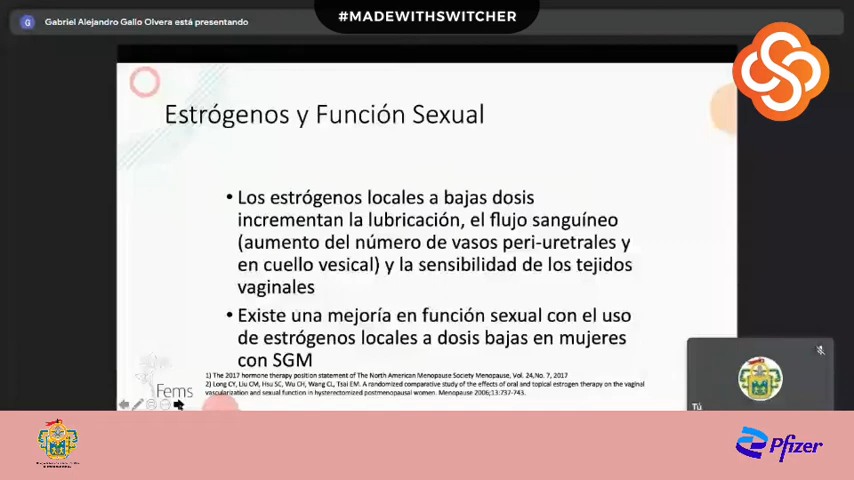 G Gabriel Alejandro Gallo Olvera está presentando
#MADEWITHSWITCHER
Estrógenos y Función Sexual
• Los estrógenos locales a bajas dosis
incrementan la lubricación, el flujo sanguíneo
(aumento del número de vasos peri-uretrales y
en cuello vesical) y la sensibilidad de los tejidos
vaginales
• Existe una mejoría en función sexual con el uso
de estrógenos locales a dosis bajas en mujeres
con SGM
1) The 2017 hormone therapy position statement of The North American Menopause Society Menopause, Vol. 24,No. 7, 2017
2) Long CY, Liu CM, Hsu SC, Wu CH, Wang CL, Tsai EM. A randomized comparative study of the effects of oral and topical estrogen therapy on the vaginal
vascularization and sexual function in hysterectomized postmenopausal women. Menopause 2006;13:737-743.
Fems
Tú
Pfizer